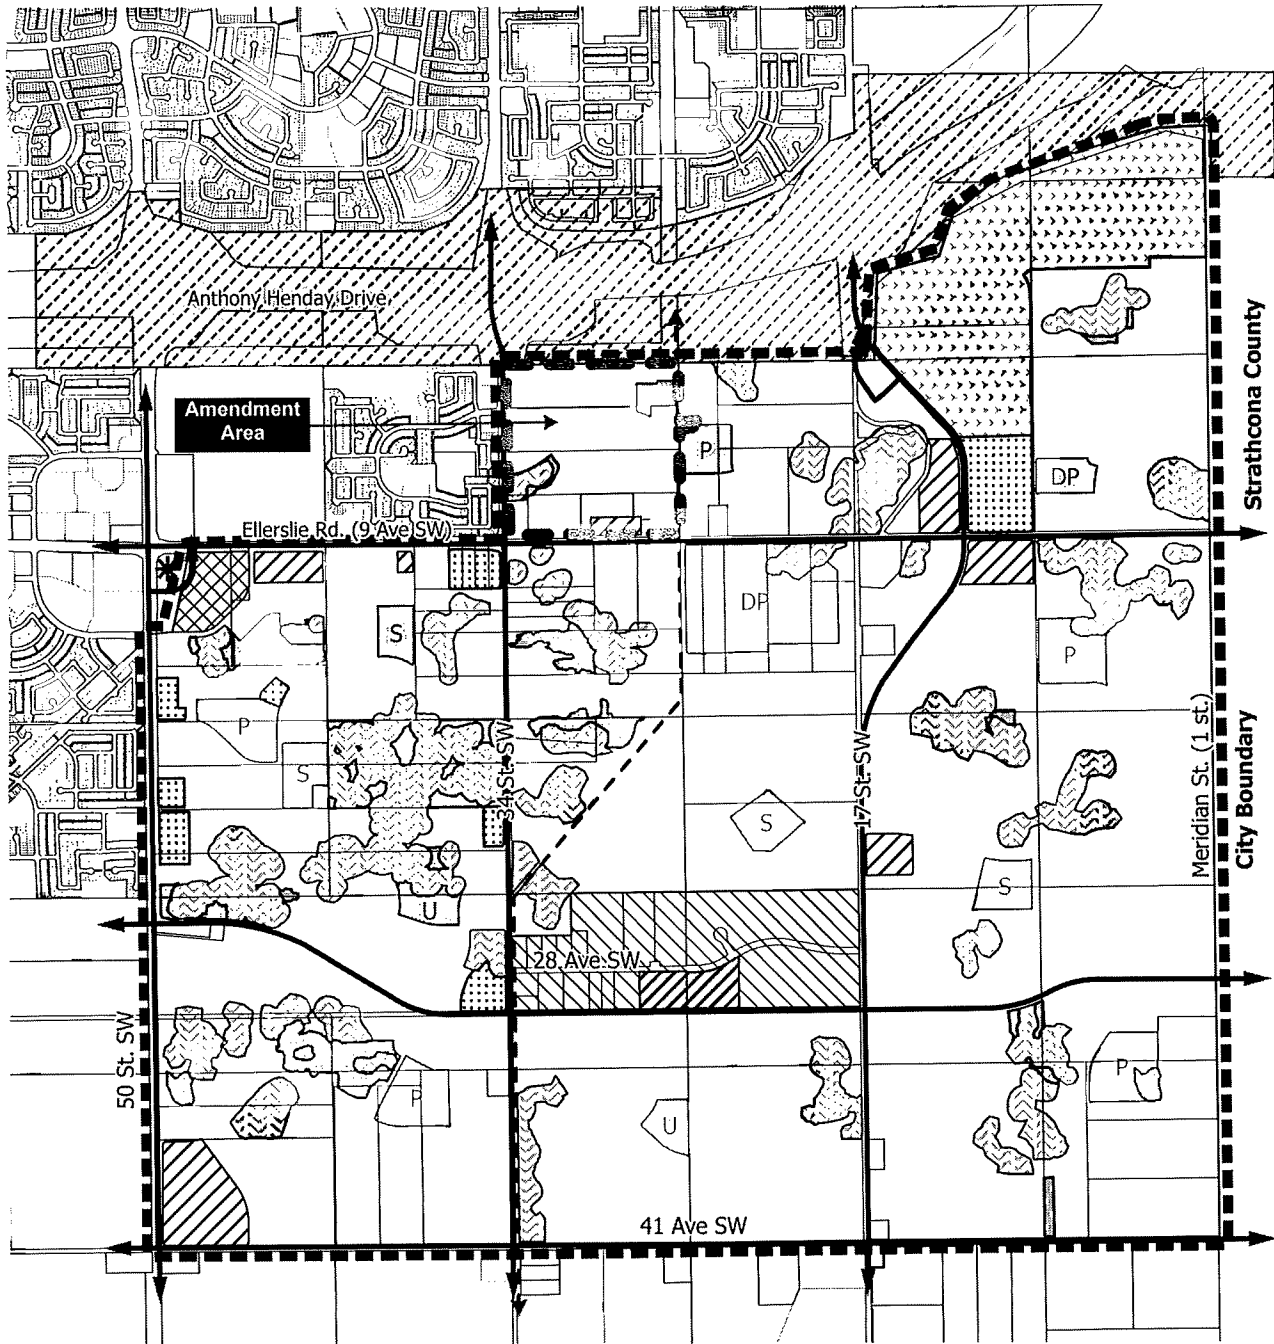 Anthony Henday Drive
Amendment
Area
Strathcona County
P
DP
Ellerslie Rd. (9 Ave SW)
DP
S
P
P
S
34 St. SW
17 St. SW
Meridian St. (1 st.)
City Boundary
S
S
U
28 Ave SW
50 St. SW
P
P
U
41 Ave SW